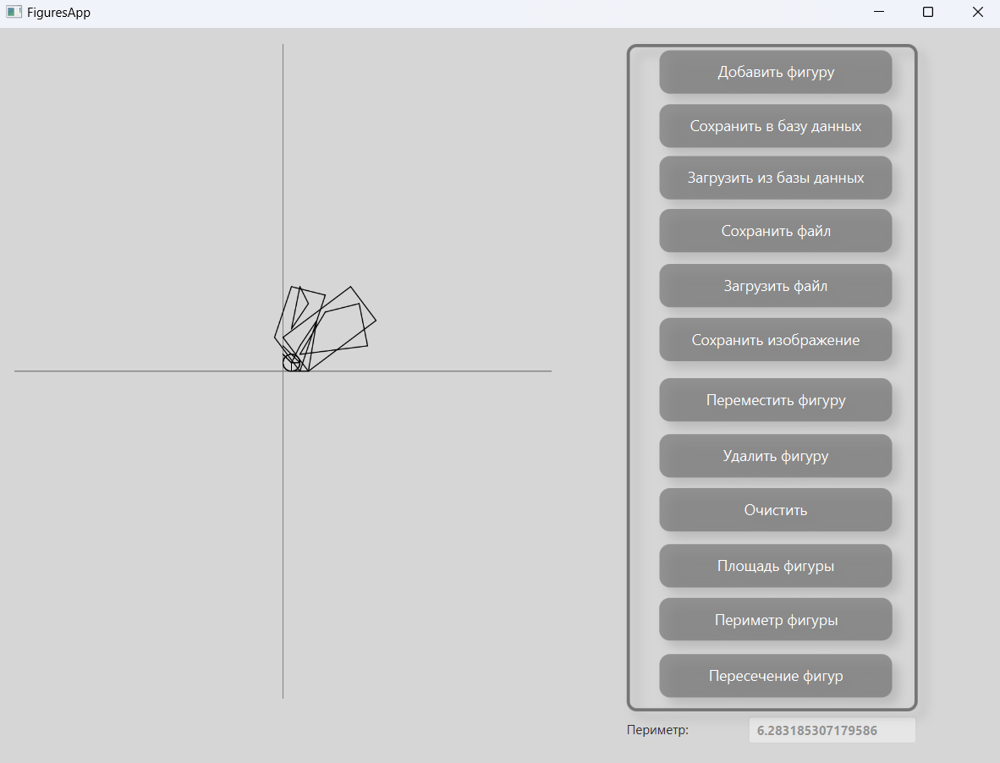 FiguresApp
Добавить фигуру
Сохранить в базу данных
Загрузить из базы данных
Сохранить файл
Загрузить файл
Сохранить изображение
Переместить фигуру
Удалить фигуру
Очистить
Площадь фигуры
Периметр фигуры
Пересечение фигур
Периметр: 6.283185307179586